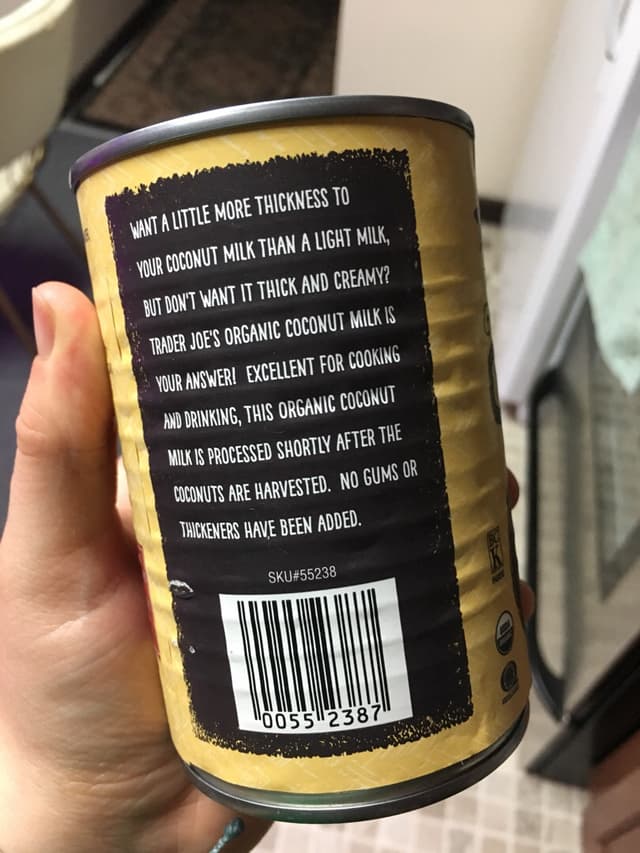 WANT A LITTLE MORE THICKNESS TO
YOUR COCONUT MILK THAN A LIGHT MILK,
BUT DON'T WANT IT THICK AND CREAMY?
TRADER JOE'S ORGANIC COCONUT MILK IS
YOUR ANSWER! EXCELLENT FOR COOKING
AND DRINKING, THIS ORGANIC COCONUT
MILK IS PROCESSED SHORTLY AFTER THE
COCONUTS ARE HARVESTED. NO GUMS OR
THICKENERS HAVE BEEN ADDED.
SKU#55238
0055 2387
K
USDA